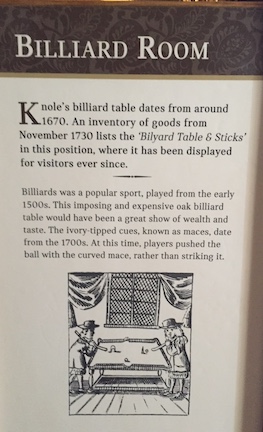 BILLIARD ROOM
Knole's billiard table dates from around
1670. An inventory of goods from
November 1730 lists the 'Bilyard Table & Sticks'
in this position, where it has been displayed
for visitors ever since.
Billiards was a popular sport, played from the early
1500s. This imposing and expensive oak billiard
table would have been a great show of wealth and
taste. The ivory-tipped cues, known as maces, date
from the 1700s. At this time, players pushed the
ball with the curved mace, rather than striking it.